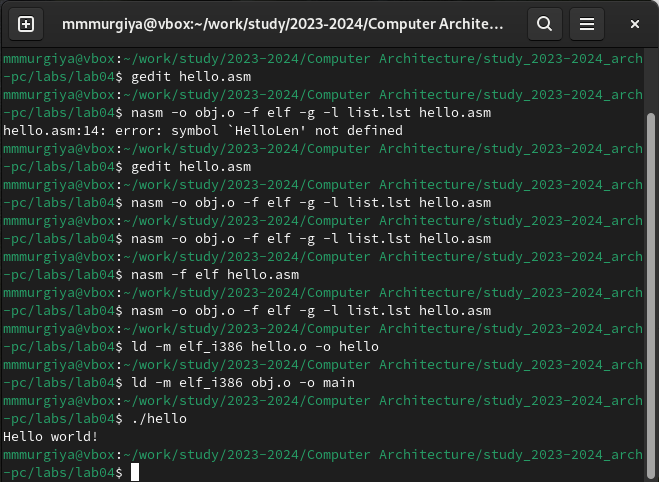 mmmurgiya@vbox:~/work/study/2023-2024/Computer Archite...
mmmurgiya@vbox:~/work/study/2023-2024/Computer Architecture/study_2023-2024_arch
-pc/labs/lab04$ gedit hello.asm
mmmurgiya@vbox:~/work/study/2023-2024/Computer Architecture/study_2023-2024_arch
-pc/labs/lab04$ nasm -o obj.o -f elf -g -l list.lst hello.asm
hello.asm:14: error: symbol `HelloLen' not defined
mmmurgiya@vbox:~/work/study/2023-2024/Computer Architecture/study_2023-2024_arch
-pc/labs/lab04$ gedit hello.asm
mmmurgiya@vbox:~/work/study/2023-2024/Computer Architecture/study_2023-2024_arch
-pc/labs/lab04$ nasm -o obj.o -f elf -g -l list.lst hello.asm
mmmurgiya@vbox:~/work/study/2023-2024/Computer Architecture/study_2023-2024_arch
-pc/labs/lab04$ nasm -o obj.o -f elf -g -l list.lst hello.asm
mmmurgiya@vbox:~/work/study/2023-2024/Computer Architecture/study_2023-2024_arch
-pc/labs/lab04$ nasm -f elf hello.asm
mmmurgiya@vbox:~/work/study/2023-2024/Computer Architecture/study_2023-2024_arch
-pc/labs/lab04$ nasm -o obj.o -f elf -g -l list.lst hello.asm
mmmurgiya@vbox:~/work/study/2023-2024/Computer Architecture/study_2023-2024_arch
-pc/labs/lab04$ ld -m elf_i386 hello.o -o hello
mmmurgiya@vbox:~/work/study/2023-2024/Computer Architecture/study_2023-2024_arch
-pc/labs/lab04$ ld -m elf_i386 obj.o -o main
mmmurgiya@vbox:~/work/study/2023-2024/Computer Architecture/study_2023-2024_arch
-pc/labs/lab04$ ./hello
Hello world!
mmmurgiya@vbox:~/work/study/2023-2024/Computer Architecture/study_2023-2024_arch
-pc/labs/lab04$